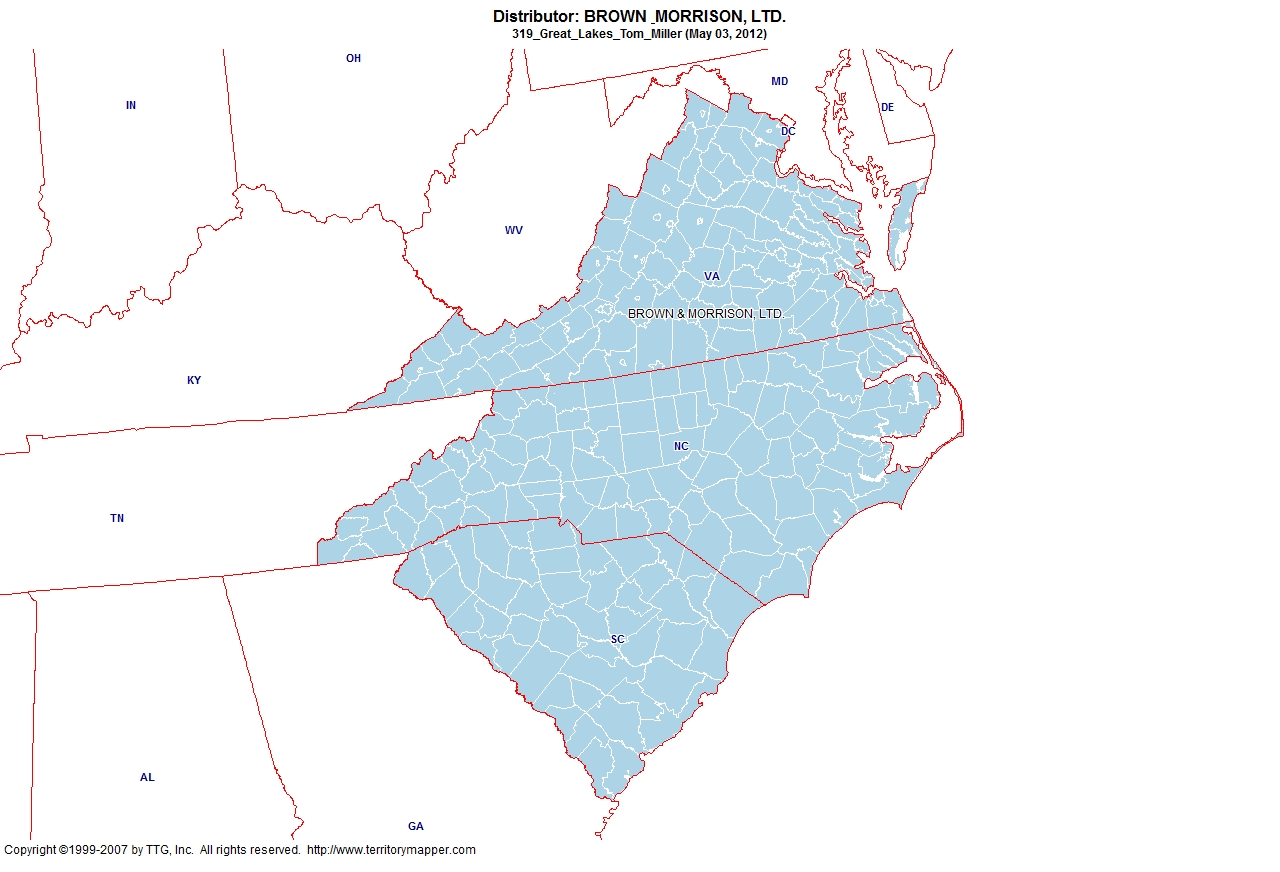 Distributor: BROWN _MORRISON, LTD.
319_Great_Lakes_Tom_Miller (May 03, 2012)
OH
MD
IN
DE
DC
WV
VA
BROWN & MORRISON, LTD.
KY
NC
TN
SC
AL
GA
Copyright ©1999-2007 by TTG, Inc. All rights reserved. http://www.territorymapper.com